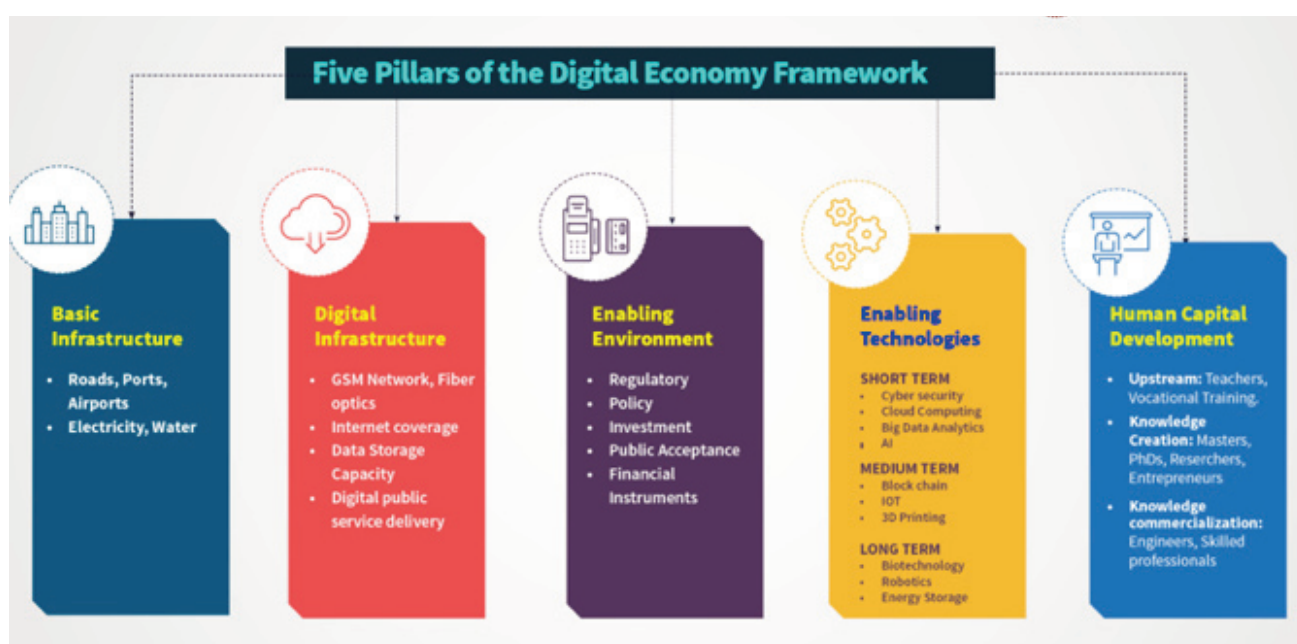 Five Pillars of the Digital Economy Framework
Basic
Infrastructure
• Roads, Ports,
Airports
• Electricity, Water
Digital
Infrastructure
• GSM Network, Fiber
optics
• Internet coverage
• Data Storage
Capacity
• Digital public
service delivery
Enabling
Environment
• Regulatory
• Policy
• Investment
• Public Acceptance
• Financial
Instruments
Enabling
Technologies
SHORT TERM
• Cyber security
• Cloud Computing
• Big Data Analytics
• AI
MEDIUM TERM
• Block chain
• IOT
• 3D Printing
LONG TERM
• Biotechnology
• Robotics
• Energy Storage
Human Capital
Development
• Upstream: Teachers,
Vocational Training.
• Knowledge
Creation: Masters,
PhDs, Reserchers,
Entrepreneurs
• Knowledge
commercialization:
Engineers, Skilled
professionals